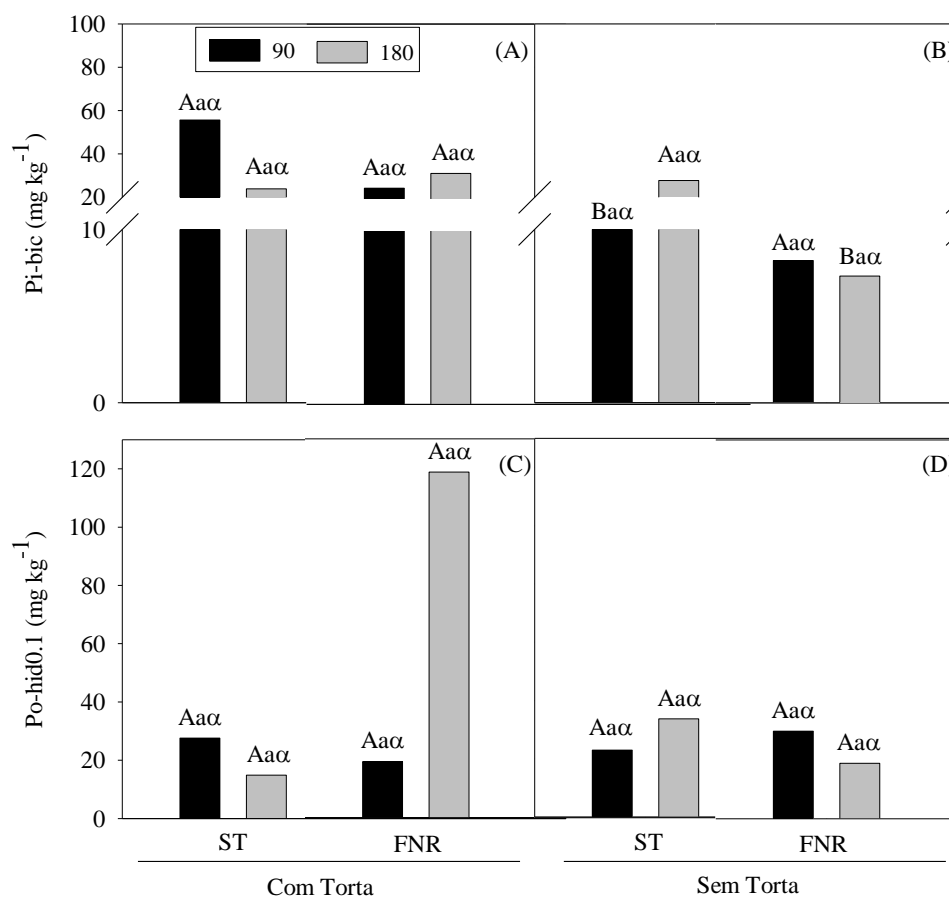 100
90 180
(A)
(B)
80
60
40
20
10
0
Pi-bic (mg kg-1)
Aaα
Aaα
Aaα
Aaα
Baα
Aaα
Aaα
Baα
120
100
80
60
40
20
0
Po-hid0.1 (mg kg-1)
(C)
(D)
Aaα
Aaα
Aaα
Aaα
Aaα
Aaα
Aaα
Aaα
ST FNR ST FNR
Com Torta Sem Torta